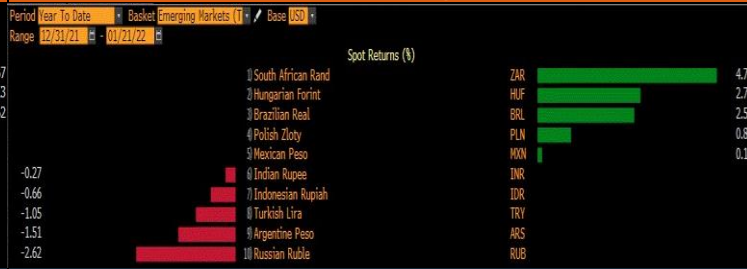 Period Year To Date Basket Emerging Markets (T Base USD
Range 12/31/21 - 01/21/22
Spot Returns (%)
1) South African Rand ZAR 4.7
2) Hungarian Forint HUF 2.7
3) Brazilian Real BRL 2.5
4) Polish Zloty PLN 0.8
5) Mexican Peso MXN 0.1
-0.27 6) Indian Rupee INR
-0.66 7) Indonesian Rupiah IDR
-1.05 8) Turkish Lira TRY
-1.51 9) Argentine Peso ARS
-2.62 10) Russian Ruble RUB